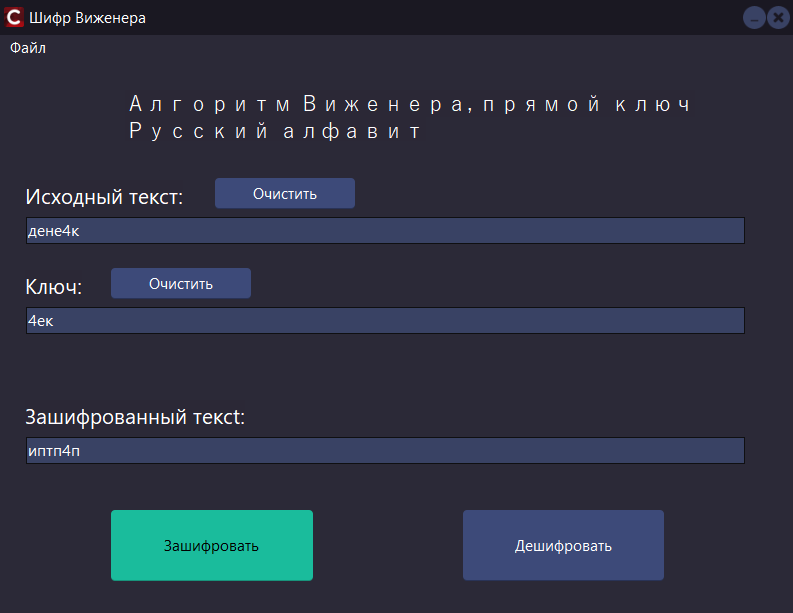 Шифр Виженера
Файл
Алгоритм Виженера, прямой ключ
Русский алфавит
Исходный текст:
Очистить
дене4к
Ключ:
Очистить
4ек
Зашифрованный текст:
иптп4п
Зашифровать
Дешифровать